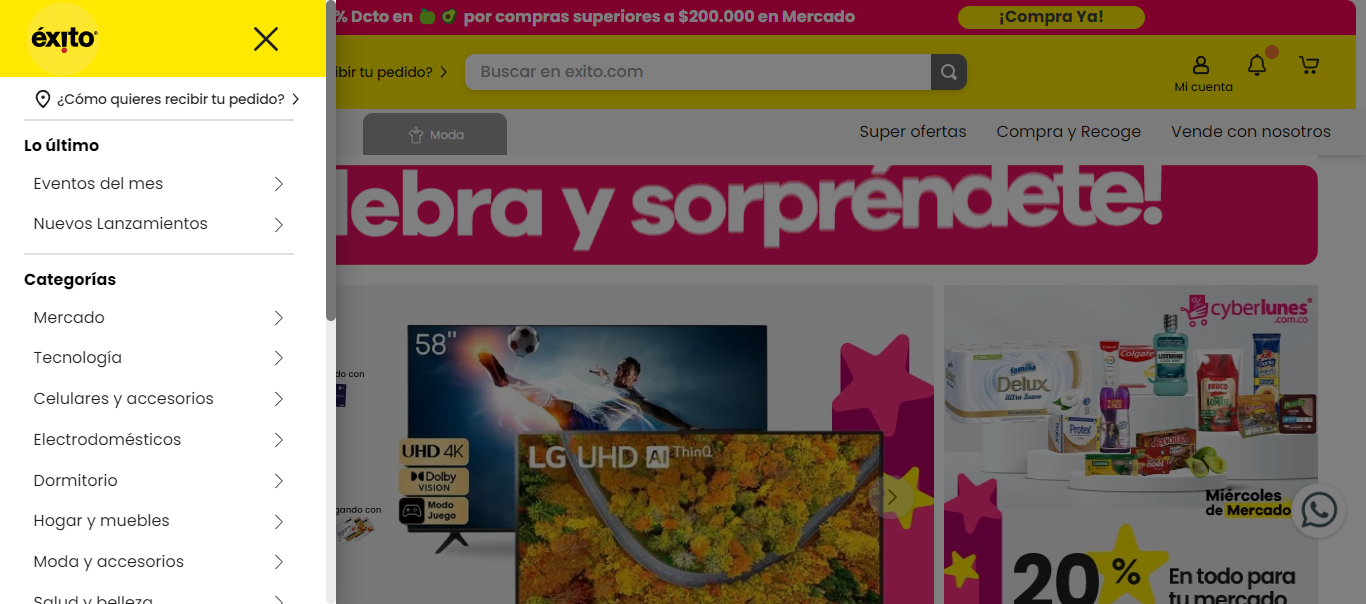 éxito
¿Cómo quieres recibir tu pedido?
Lo último
Eventos del mes
Nuevos Lanzamientos
Categorías
Mercado
Tecnología
Celulares y accesorios
Electrodomésticos
Dormitorio
Hogar y muebles
Moda y accesorios
Salud y belleza
% Dcto en por compras superiores a $200.000 en Mercado
¡Compra Ya!
ibir tu pedido?
Buscar en exito.com
Mi cuenta
Moda
Super ofertas
Compra y Recoge
Vende con nosotros
lebra y sorpréndete!
do con
58"
UHD 4K
Dolby
VISION
Modo
Juego
LG UHD AI ThinQ
gando con
cyberlunes
.com.co
familia
Delux
Ultra Suave
Colgate
LISTERINE
Protex
FRUCO
Miércoles
de Mercado
20%
En todo para
tu mercado